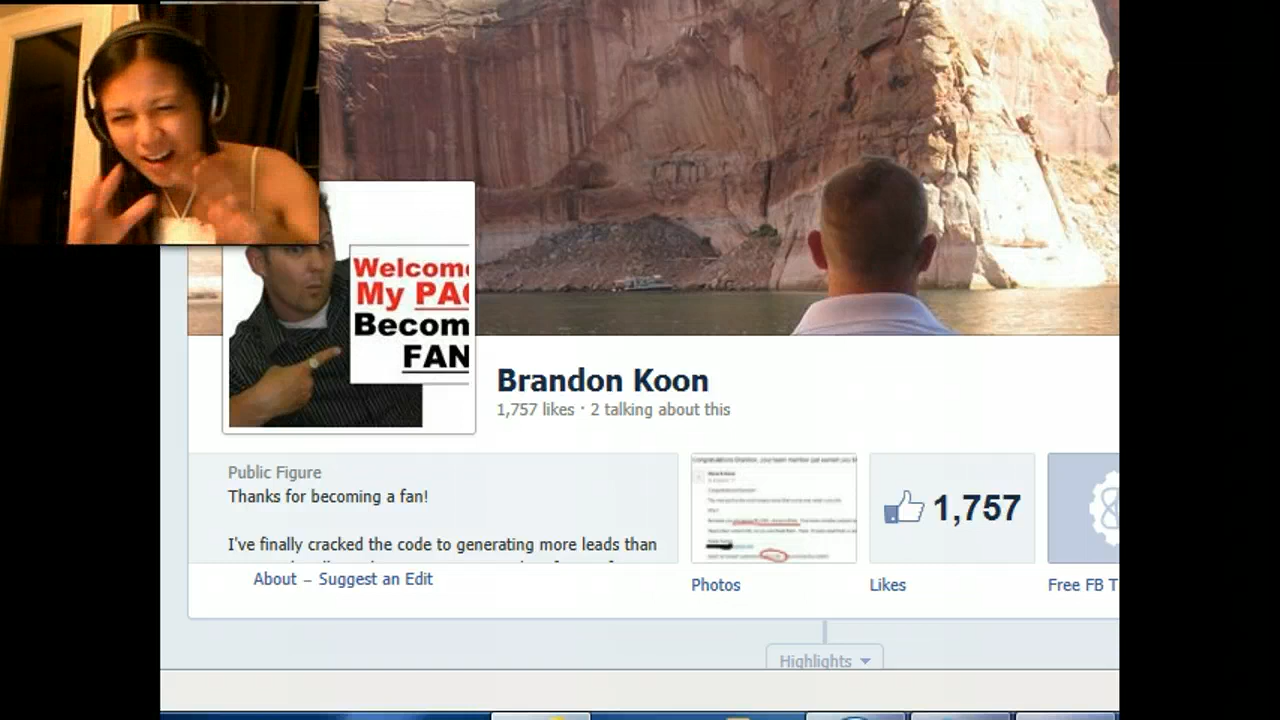 Welcom
My PA
Becom
FAN
Brandon Koon
1,757 likes · 2 talking about this
Public Figure
Thanks for becoming a fan!
I've finally cracked the code to generating more leads than
About – Suggest an Edit
1,757
Photos
Likes
Free FB T
Highlights